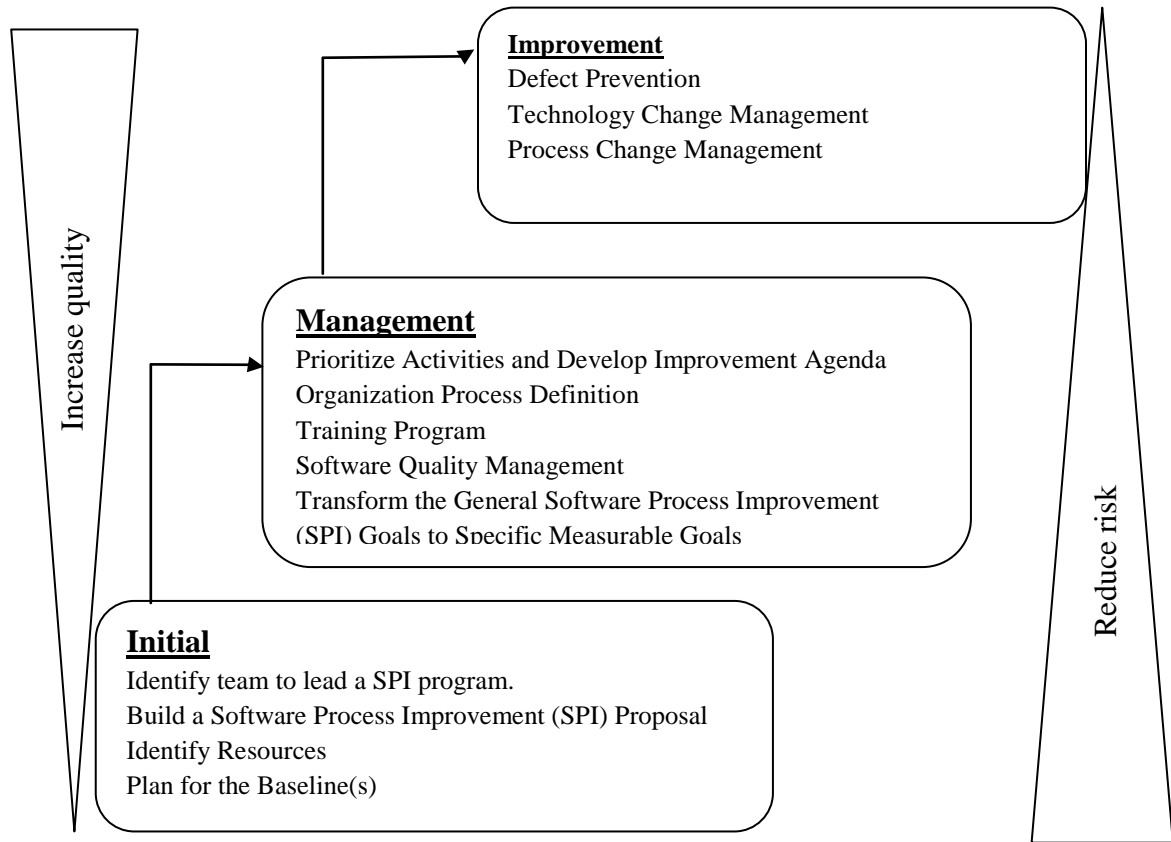 Improvement
Defect Prevention
Technology Change Management
Process Change Management
Increase quality
Management
Prioritize Activities and Develop Improvement Agenda
Organization Process Definition
Training Program
Software Quality Management
Transform the General Software Process Improvement
(SPI) Goals to Specific Measurable Goals
Reduce risk
Initial
Identify team to lead a SPI program.
Build a Software Process Improvement (SPI) Proposal
Identify Resources
Plan for the Baseline(s)